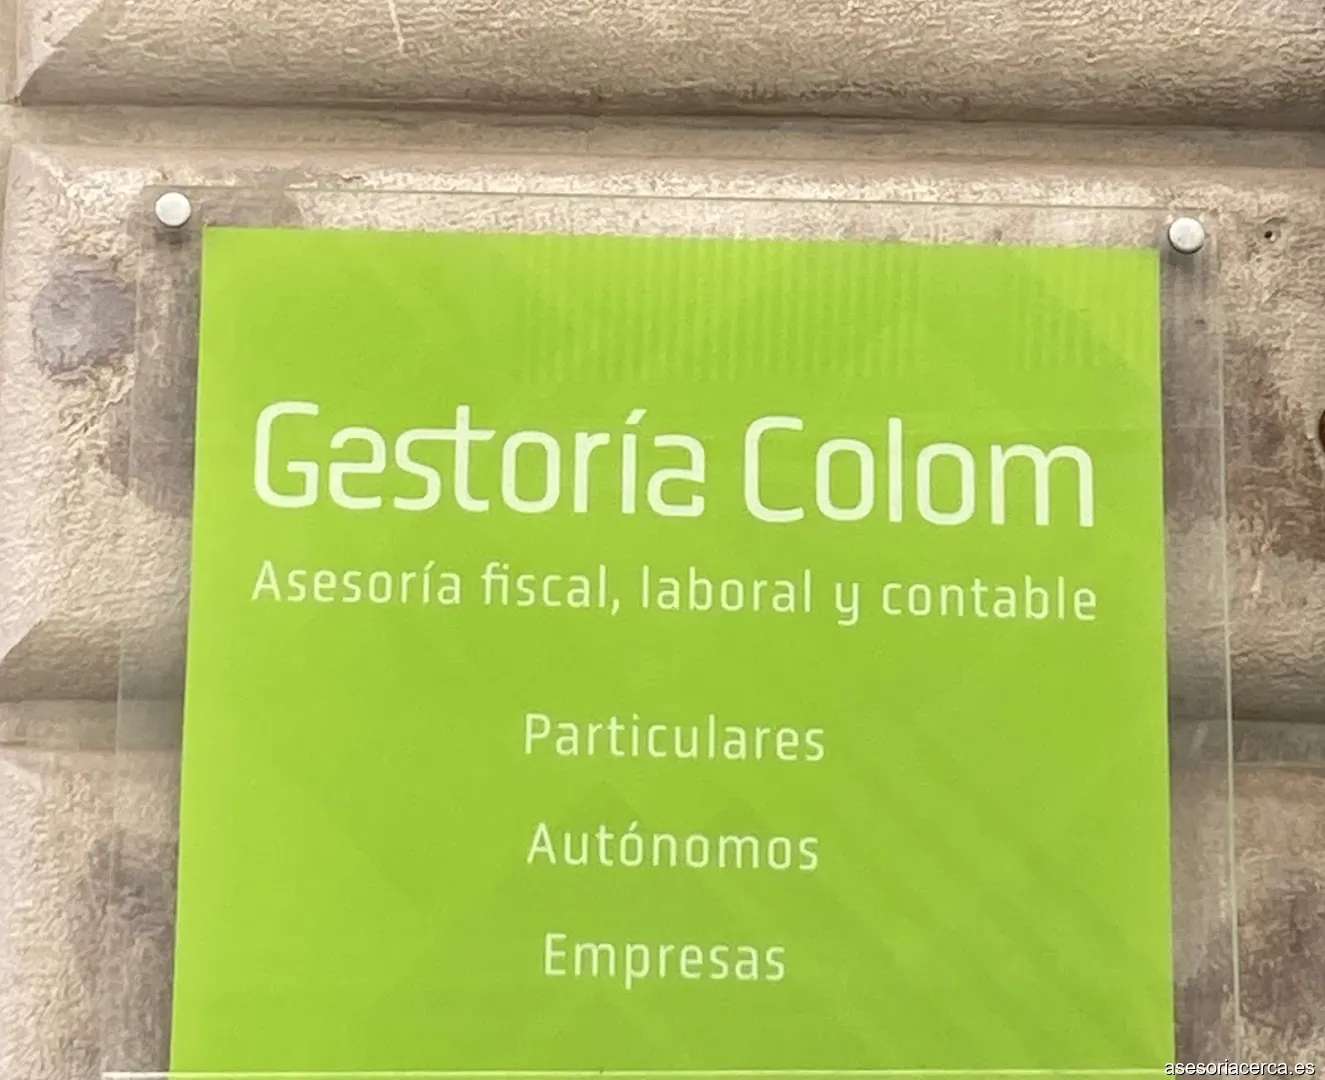 Gestoría Colom
Asesoría fiscal, laboral y contable
Particulares
Autónomos
Empresas
asesoriacerca.es